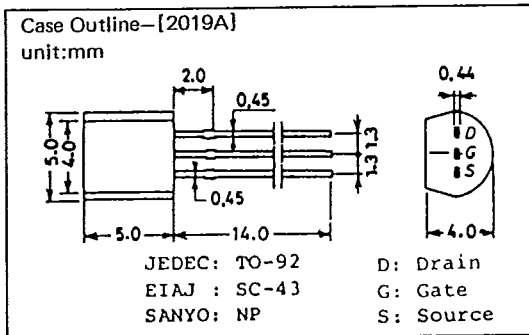 Case Outline—[2019A]
unit:mm
2.0
0.45
5.0
4.0
1.3
1.3
0.45
5.0
14.0
0.44
D
G
S
4.0
JEDEC: TO-92
EIAJ : SC-43
SANYO: NP
D: Drain
G: Gate
S: Source